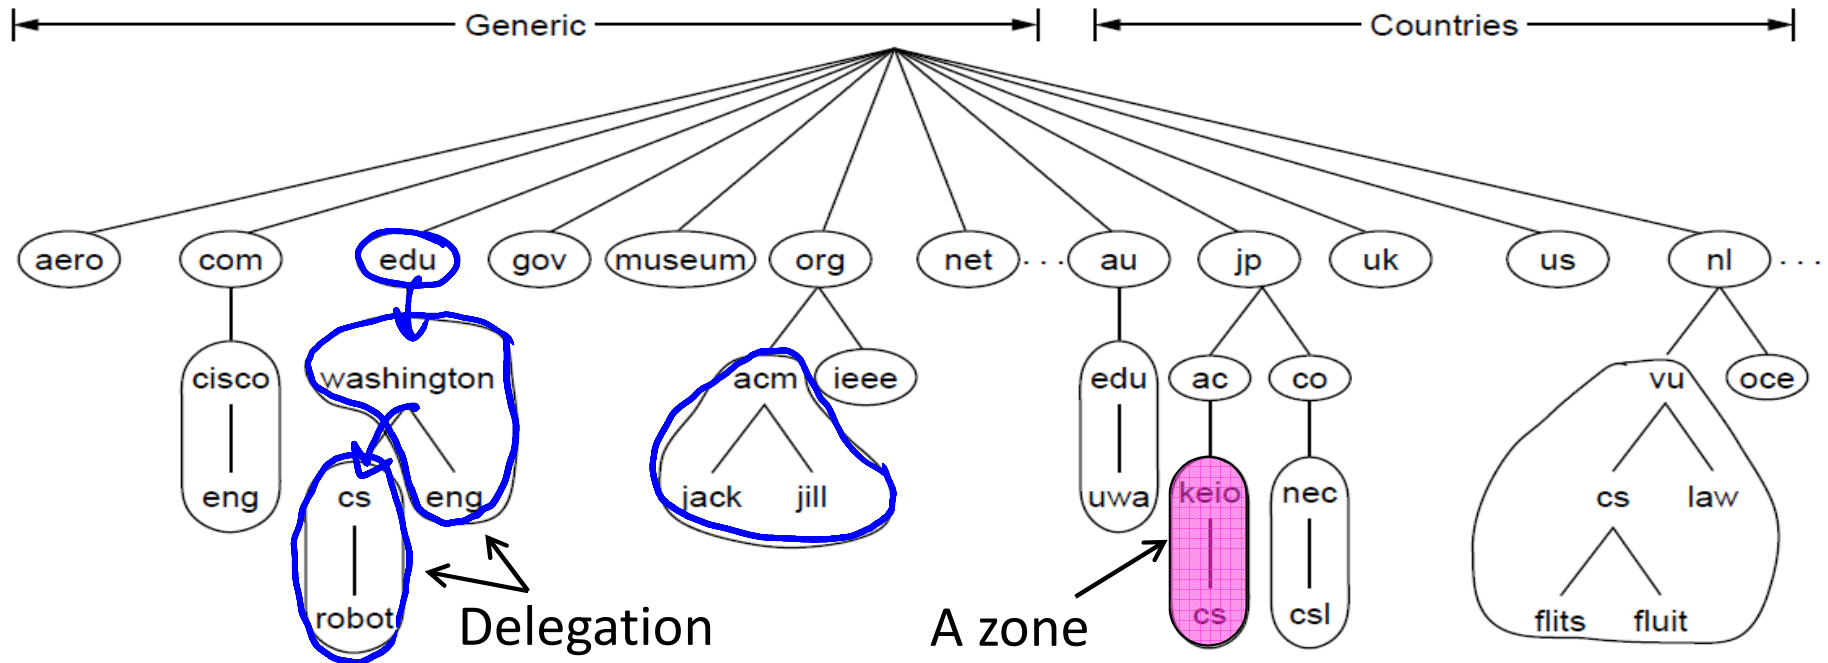 Generic Countries
aero com edu gov museum org net ... au jp uk us nl ...
cisco washington acm ieee edu ac co vu oce
eng cs eng jack jill uwa keio nec cs law
robot cs csl flits fluit
Delegation A zone